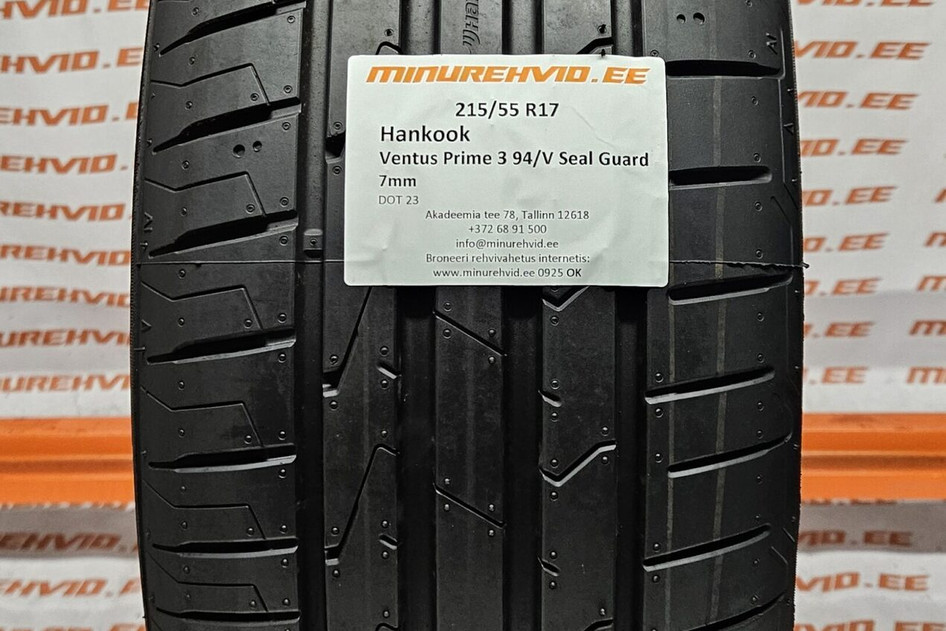 MINUREHVID.EE
215/55 R17
Hankook
Ventus Prime 3 94/V Seal Guard
7mm
DOT 23
Akadeemia tee 78, Tallinn 12618
+372 68 91 500
info@minurehvid.ee
Broneeri rehvivahetus internetis:
www.minurehvid.ee 0925 OK